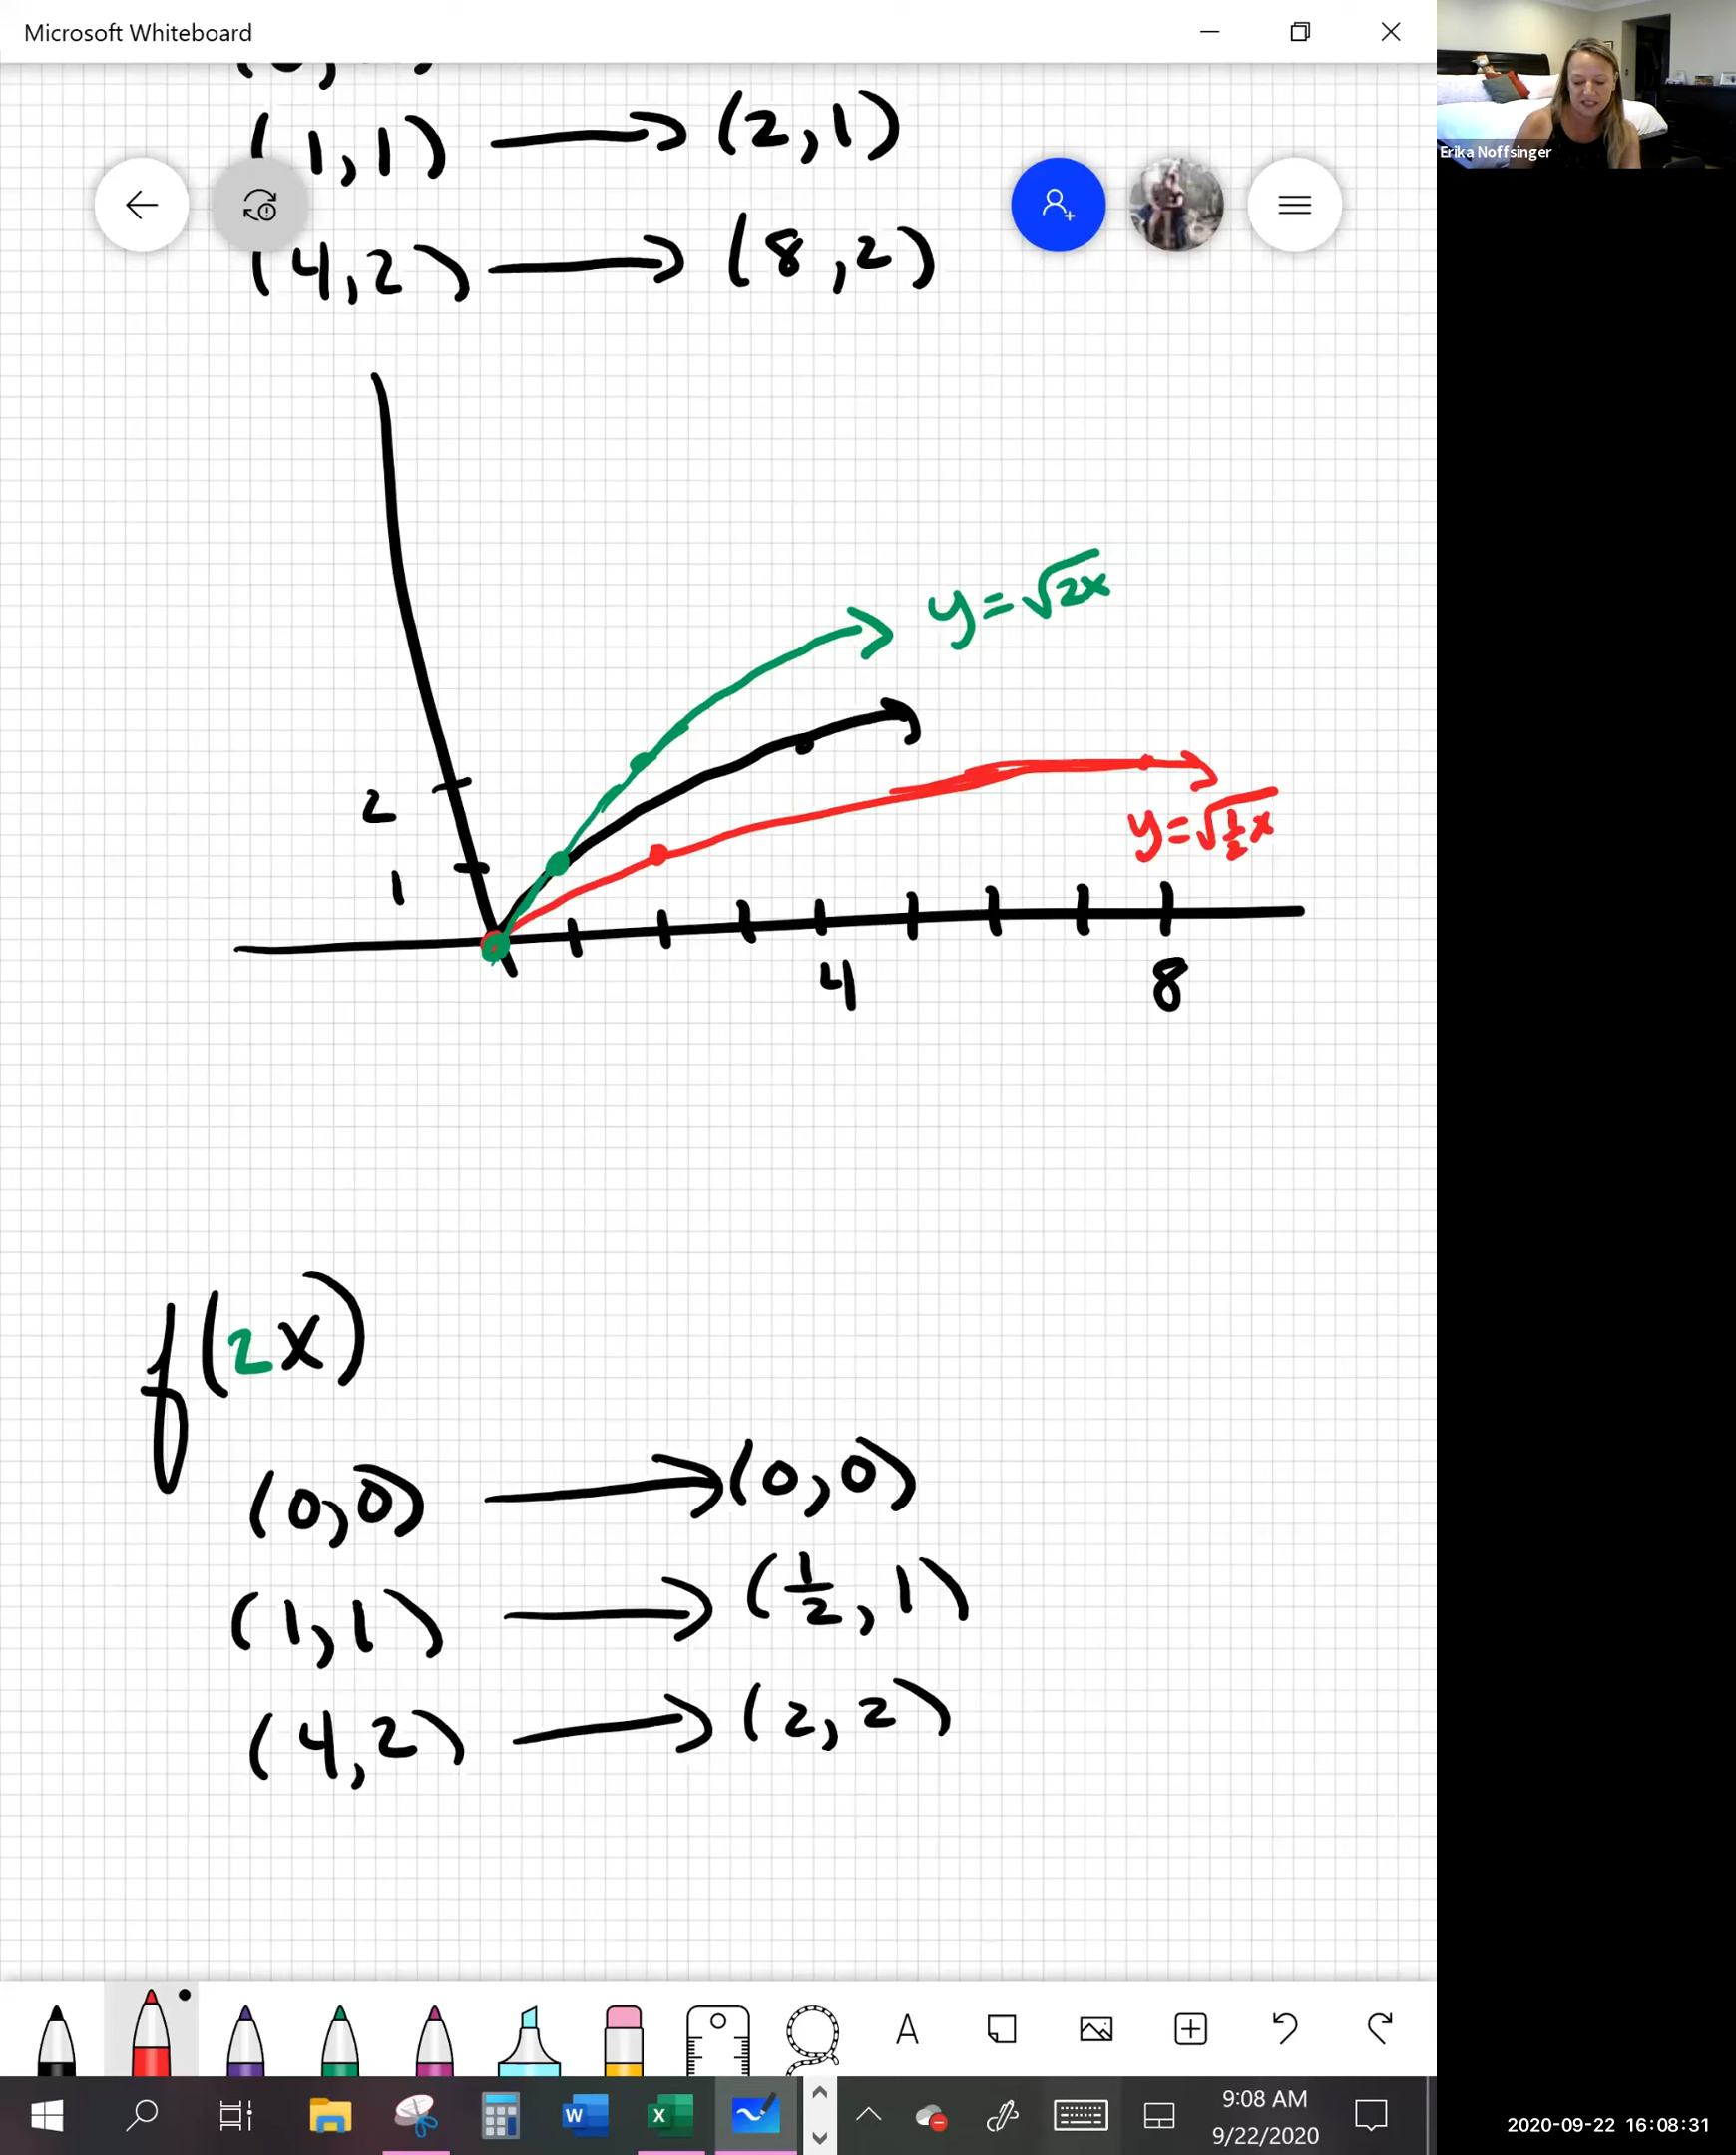 Microsoft Whiteboard
(1,1) → (2,1)
(4,2) → (8,2)
Erika Noffsinger
y=√2x
2
y=√½x
1
4
8
f(2x)
(0,0) → (0,0)
(1,1) → (½,1)
(4,2) → (2,2)
A
W
X
9:08 AM
9/22/2020
2020-09-22 16:08:31